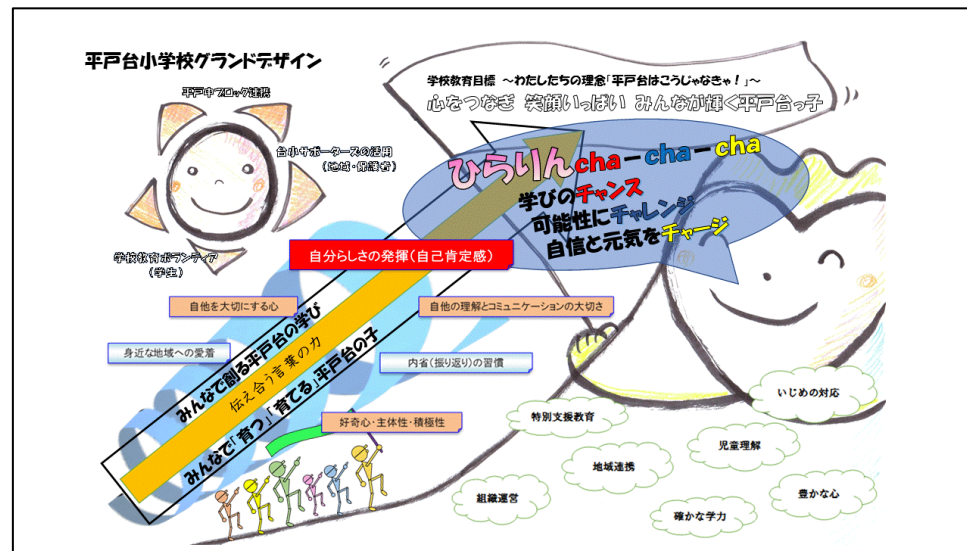 平戸台小学校グランドデザイン
平戸中ブロック連携
台小サポーターズの活用
(地域・保護者)
学校教育ボランティア
(学生)
学校教育目標 ～わたしたちの理念「平戸台はこうじゃなきゃ！」～
心をつなぎ 笑顔いっぱい みんなが輝く平戸台っ子
ひらりんcha-cha-cha
学びのチャンス
可能性にチャレンジ
自信と元気をチャージ
自分らしさの発揮(自己肯定感)
自他を大切にする心
自他の理解とコミュニケーションの大切さ
身近な地域への愛着
内省(振り返り)の習慣
好奇心・主体性・積極性
みんなで創る平戸台の学び
伝え合う言葉の力
みんなで「育つ」「育てる」平戸台の子
いじめの対応
特別支援教育
児童理解
地域連携
組織運営
豊かな心
確かな学力